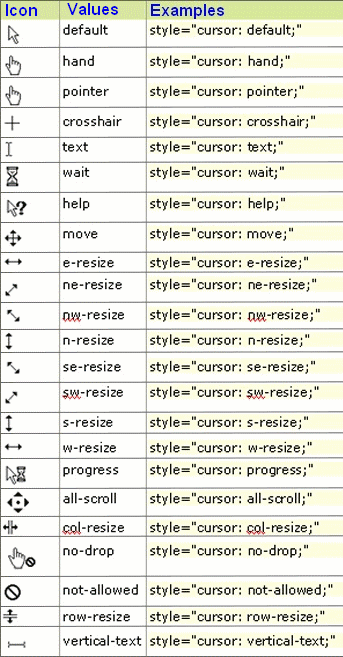 Icon Values Examples
default style="cursor: default;"
hand style="cursor: hand;"
pointer style="cursor: pointer;"
crosshair style="cursor: crosshair;"
text style="cursor: text;"
wait style="cursor: wait;"
help style="cursor: help;"
move style="cursor: move;"
e-resize style="cursor: e-resize;"
ne-resize style="cursor: ne-resize;"
nw-resize style="cursor: nw-resize;"
n-resize style="cursor: n-resize;"
se-resize style="cursor: se-resize;"
sw-resize style="cursor: sw-resize;"
s-resize style="cursor: s-resize;"
w-resize style="cursor: w-resize;"
progress style="cursor: progress;"
all-scroll style="cursor: all-scroll;"
col-resize style="cursor: col-resize;"
no-drop style="cursor: no-drop;"
not-allowed style="cursor: not-allowed;"
row-resize style="cursor: row-resize;"
vertical-text style="cursor: vertical-text;"